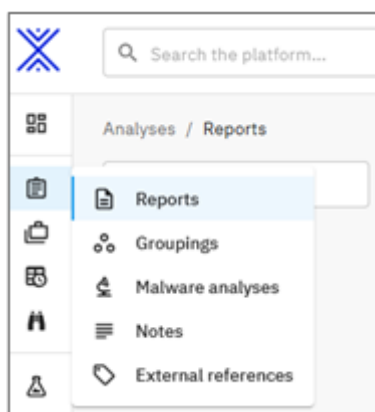 Search the platform...
Analyses / Reports
Reports
Groupings
Malware analyses
Notes
External references